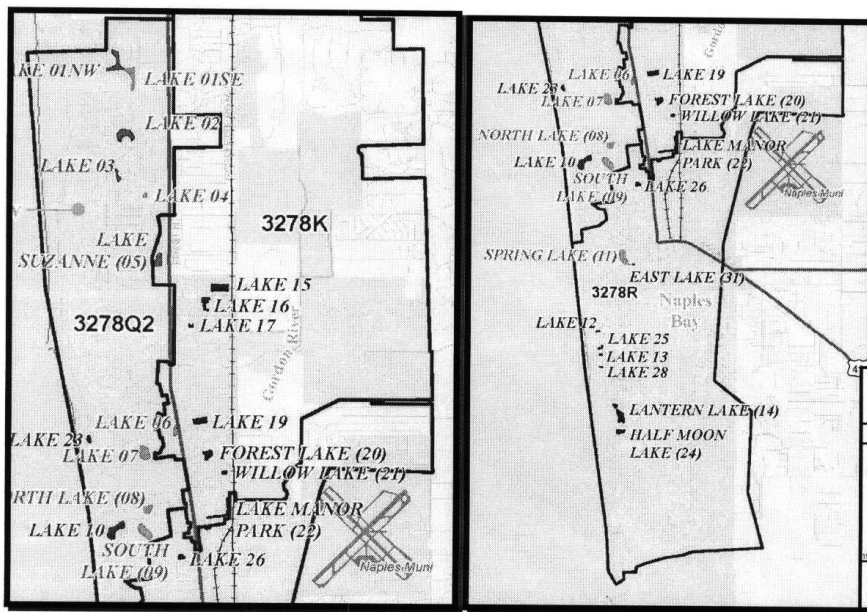 AKE 01NW
LAKE 01SE
LAKE 02
LAKE 03
LAKE 04
3278K
LAKE
SUZANNE (05)
LAKE 15
LAKE 16
3278Q2
LAKE 17
Gordon River
LAKE 06
LAKE 19
LAKE 23
LAKE 07
FOREST LAKE (20)
WILLOW LAKE (21)
RTH LAKE (08)
LAKE 10
LAKE MANOR
PARK (22)
SOUTH
LAKE (09)
LAKE 26
Naples Muni
LAKE 06
LAKE 19
LAKE 23
LAKE 07
FOREST LAKE (20)
WILLOW LAKE (21)
NORTH LAKE (08)
LAKE 10
LAKE MANOR
PARK (22)
SOUTH
LAKE (09)
LAKE 26
Naples Muni
SPRING LAKE (11)
EAST LAKE (31)
3278R
Naples
Bay
LAKE 12
LAKE 25
LAKE 13
LAKE 28
LANTERN LAKE (14)
HALF MOON
LAKE (24)